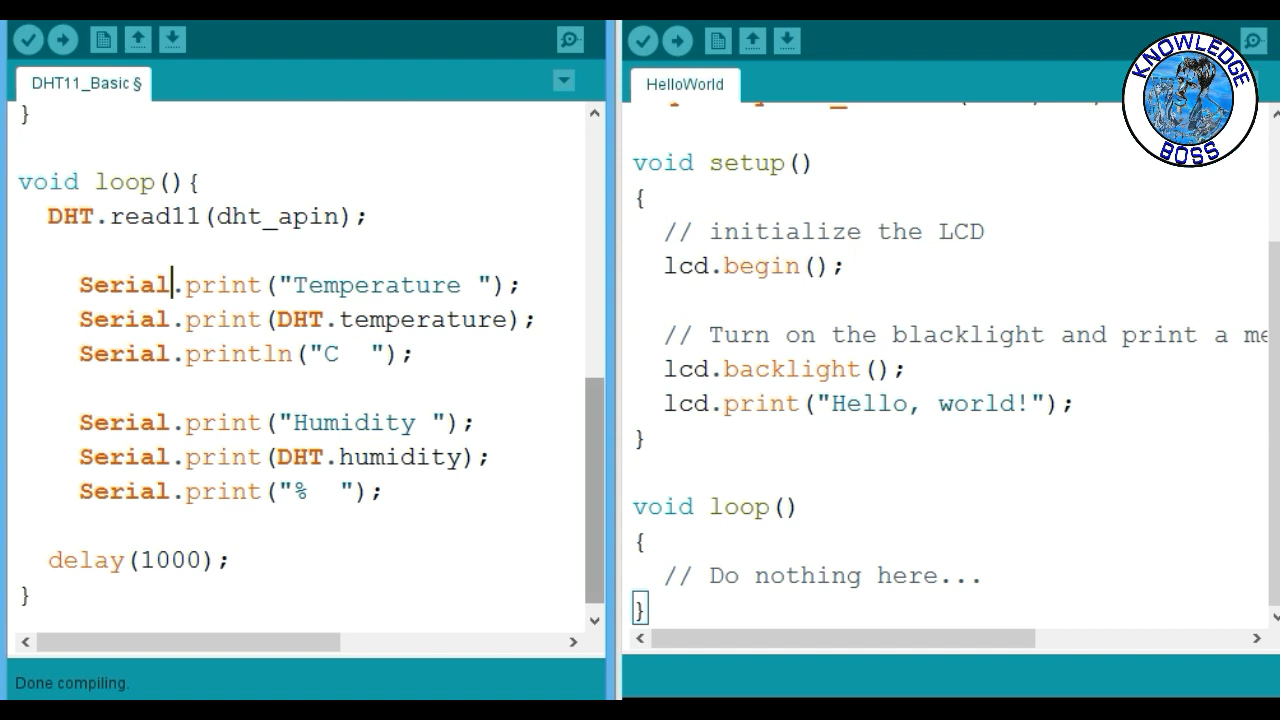 DHT11_Basic §
}
void loop(){
DHT.read11(dht_apin);
Serial.print("Temperature ");
Serial.print(DHT.temperature);
Serial.println("C  ");
Serial.print("Humidity ");
Serial.print(DHT.humidity);
Serial.print("%  ");
delay(1000);
}
Done compiling.
HelloWorld
void setup()
{
// initialize the LCD
lcd.begin();
// Turn on the blacklight and print a me
lcd.backlight();
lcd.print("Hello, world!");
}
void loop()
{
// Do nothing here...
}
KNOWLEDGE
BOSS